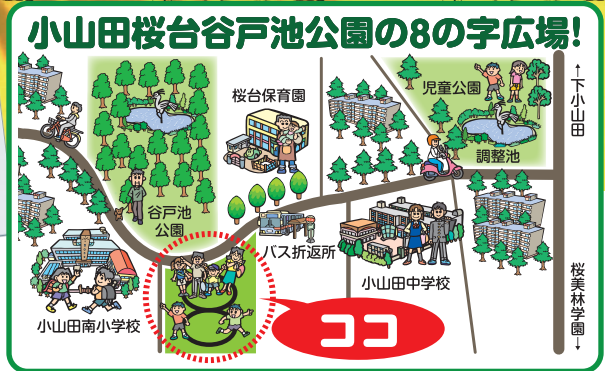 小山田桜台谷戸池公園の8の字広場!
児童公園
↑下小山田
桜台保育園
調整池
谷戸池
公園
バス折返所
小山田中学校
小山田南小学校
ココ
桜美林学園↓